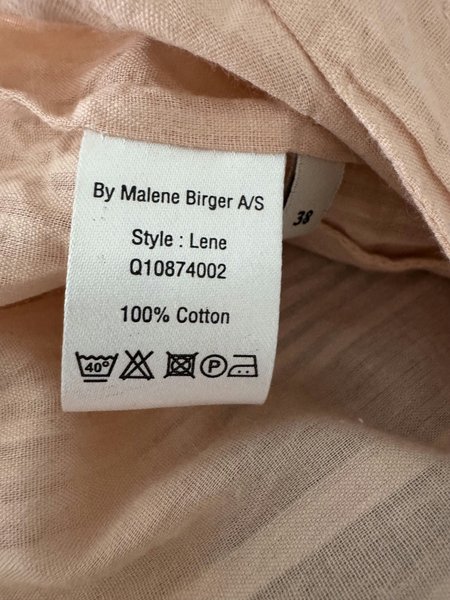 By Malene Birger A/S
38
Style : Lene
Q10874002
100% Cotton
40°
P